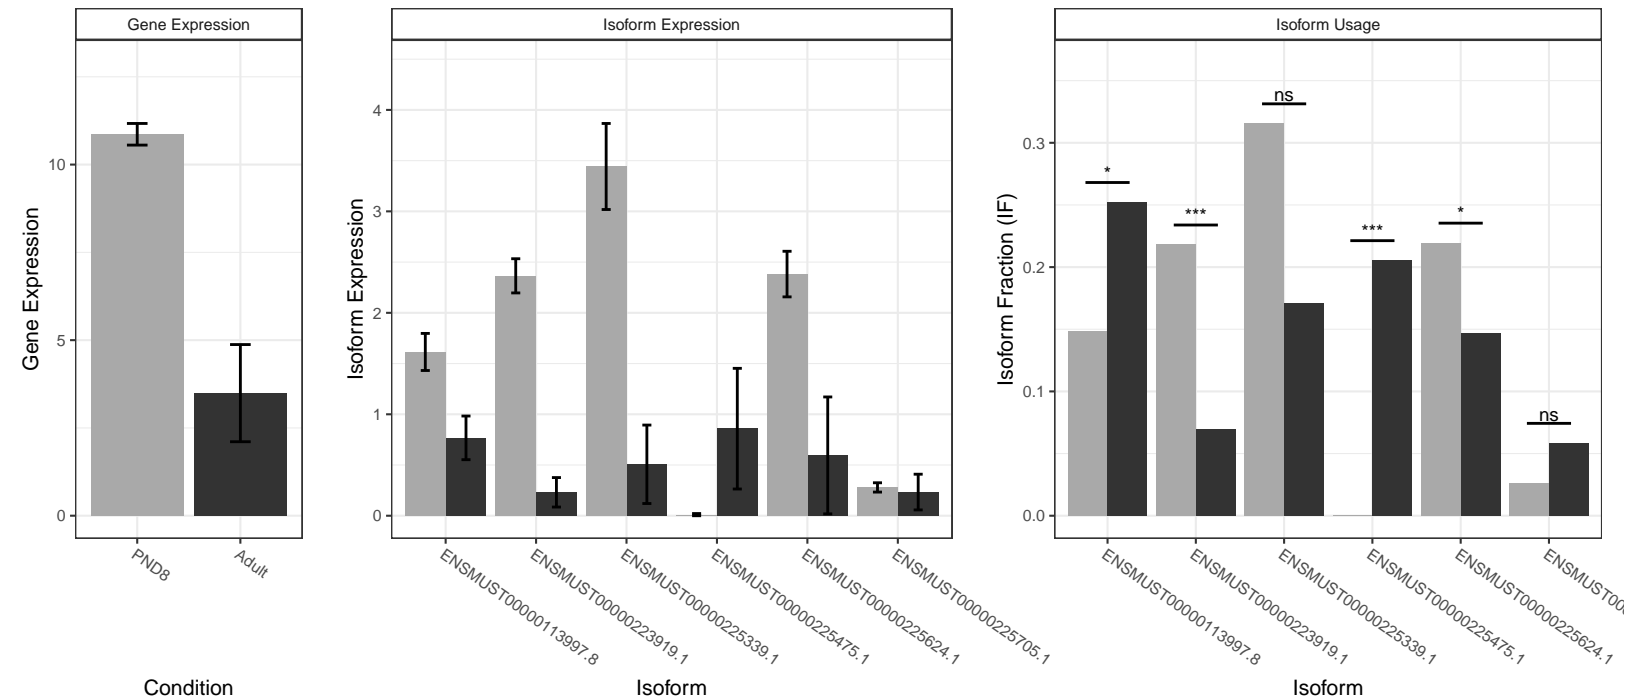 Gene Expression
Gene Expression
10
5
0
PND8
Adult
Condition
Isoform Expression
Isoform Expression
4
3
2
1
0
ENSMUST00000113997.8
ENSMUST00000223919.1
ENSMUST00000225339.1
ENSMUST00000225475.1
ENSMUST00000225624.1
ENSMUST00000225705.1
Isoform
Isoform Usage
Isoform Fraction (IF)
0.3
0.2
0.1
0.0
*
***
ns
***
*
ns
ENSMUST00000113997.8
ENSMUST00000223919.1
ENSMUST00000225339.1
ENSMUST00000225475.1
ENSMUST00000225624.1
Isoform